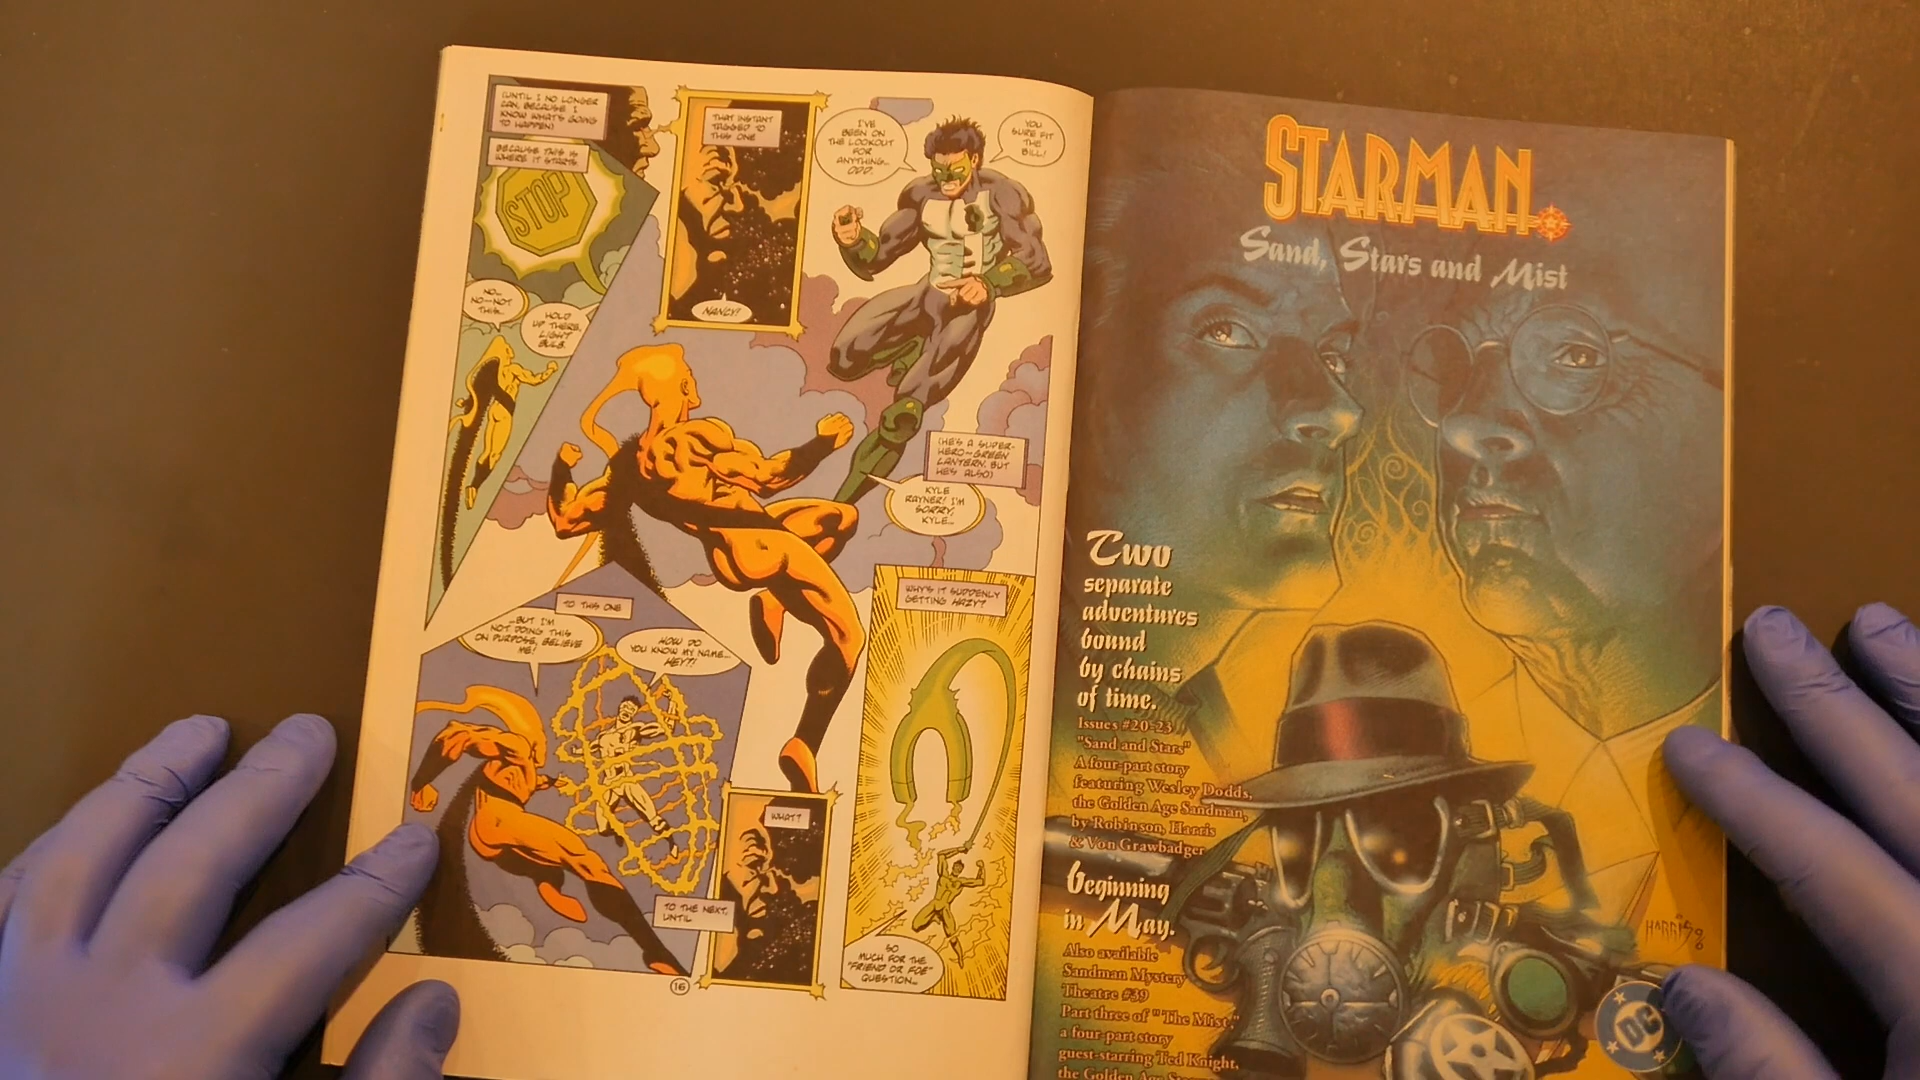 (UNTIL I NO LONGER
CAN, BECAUSE I
KNOW WHAT'S GOING
TO HAPPEN)
BECAUSE THIS IS
WHERE IT STARTS
STOP
NO...
NO--NOT
THIS...
HOLD
UP THERE,
LIGHT
BULB.
THAT INSTANT
TAGGED TO
THIS ONE
NANCY?
I'VE
BEEN ON
THE LOOKOUT
FOR
ANYTHING...
ODD.
YOU
SURE FIT
THE
BILL!
(HE'S A SUPER-
HERO--GREEN
LANTERN, BUT
HE'S ALSO)
KYLE
RAYNER! I'M
SORRY,
KYLE...
TO THIS ONE
...BUT I'M
NOT DOING THIS
ON PURPOSE, BELIEVE
ME!
HOW DO
YOU KNOW MY NAME...
HEY?!
WHAT?
TO THE NEXT,
UNTIL
WHY'S IT SUDDENLY
GETTING HAZY?
SO
MUCH FOR THE
"FRIEND OR FOE"
QUESTION...
16
STARMAN
Sand, Stars and Mist
Two
separate
adventures
bound
by chains
of time.
Issues #20-23
"Sand and Stars"
A four-part story
featuring Wesley Dodds,
the Golden Age Sandman,
by Robinson, Harris
& Von Grawbadger
beginning
in May.
Also available
Sandman Mystery
Theatre #39
Part three of "The Mist,"
a four-part story
guest-starring Ted Knight,
the Golden Age
HARRIS
96
DC